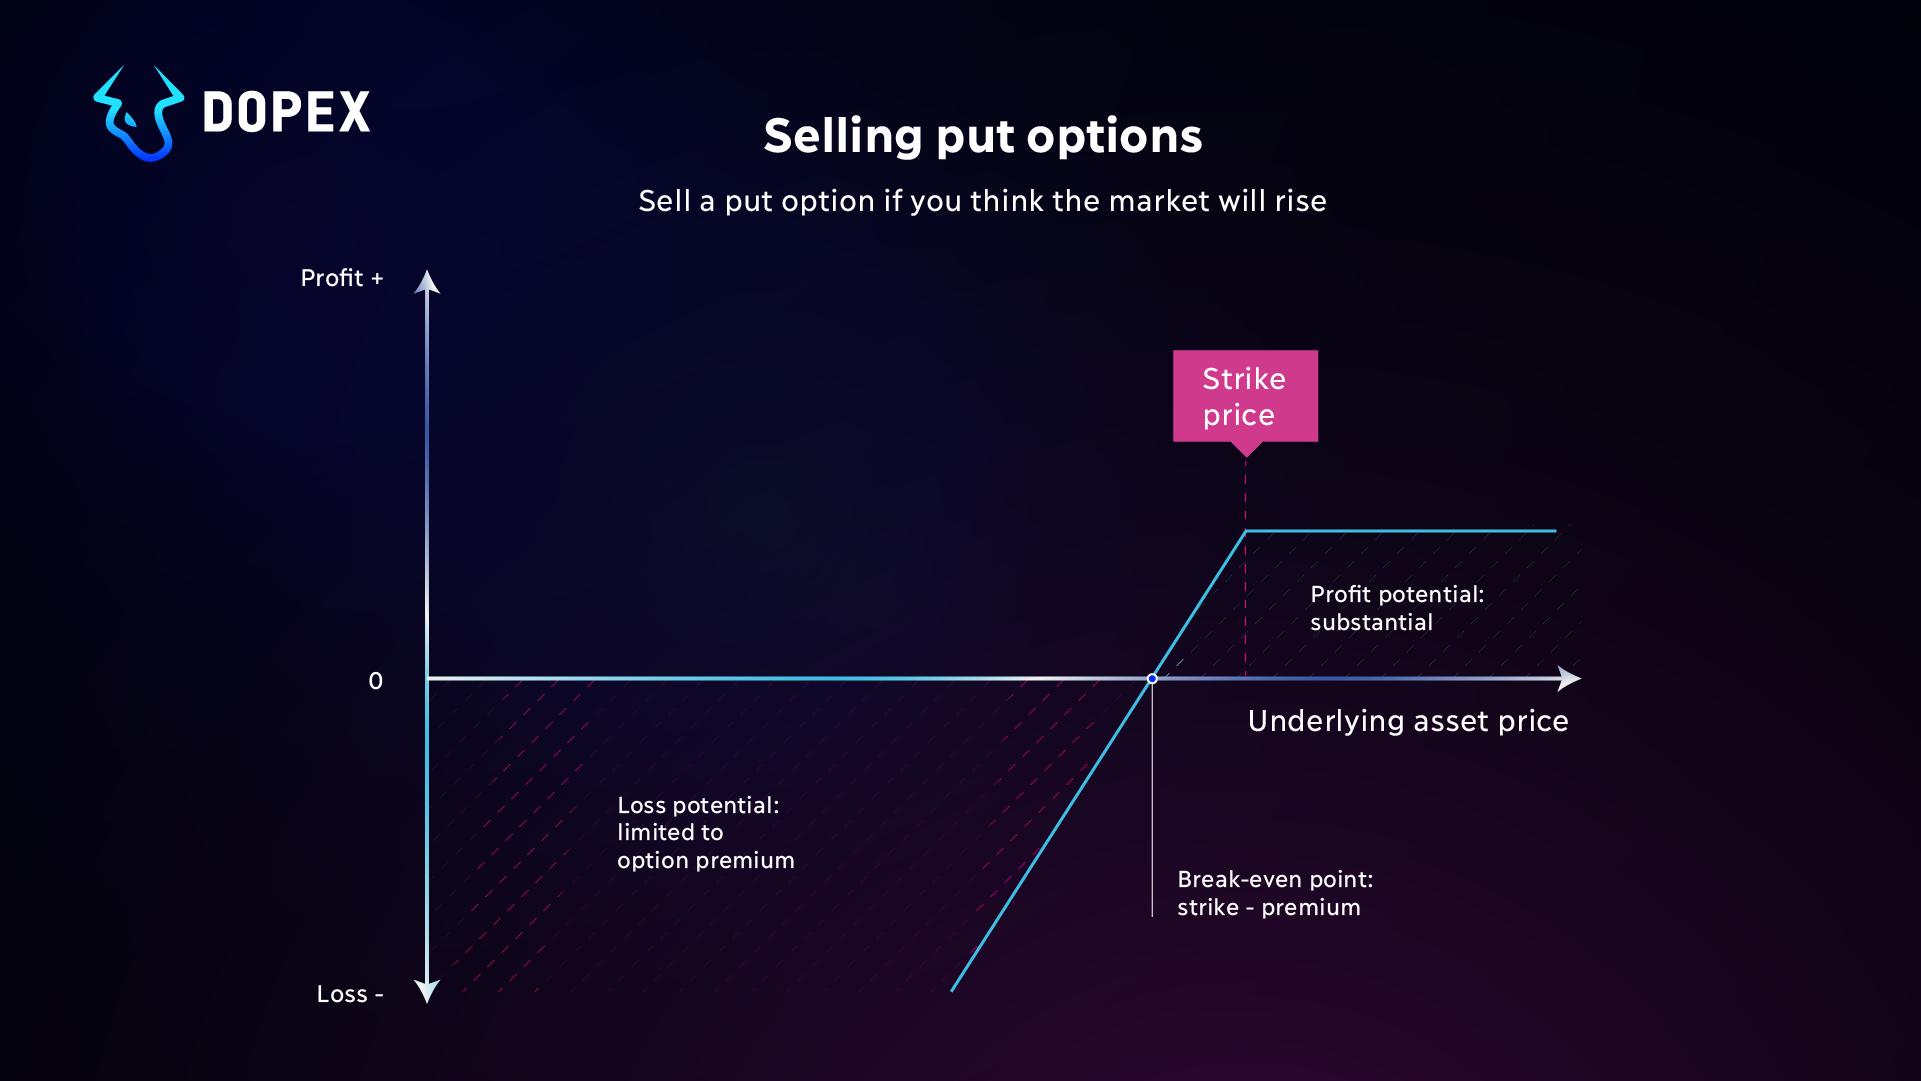 DOPEX
Selling put options
Sell a put option if you think the market will rise
Profit +
Strike
price
Profit potential:
substantial
0
Underlying asset price
Loss potential:
limited to
option premium
Break-even point:
strike - premium
Loss -